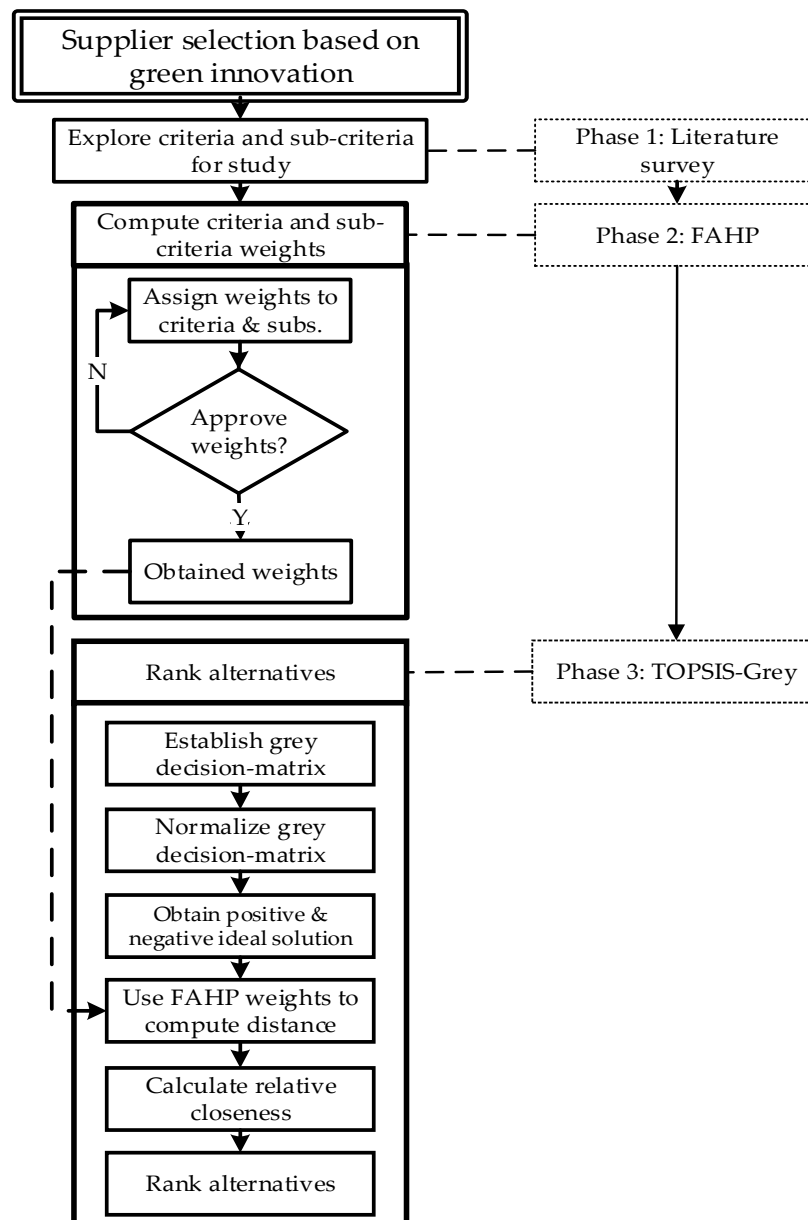 Supplier selection based on
green innovation
Explore criteria and sub-criteria
for study
Phase 1: Literature
survey
Compute criteria and sub-
criteria weights
Phase 2: FAHP
Assign weights to
criteria & subs.
N
Approve
weights?
Y
Obtained weights
Rank alternatives
Phase 3: TOPSIS-Grey
Establish grey
decision-matrix
Normalize grey
decision-matrix
Obtain positive &
negative ideal solution
Use FAHP weights to
compute distance
Calculate relative
closeness
Rank alternatives